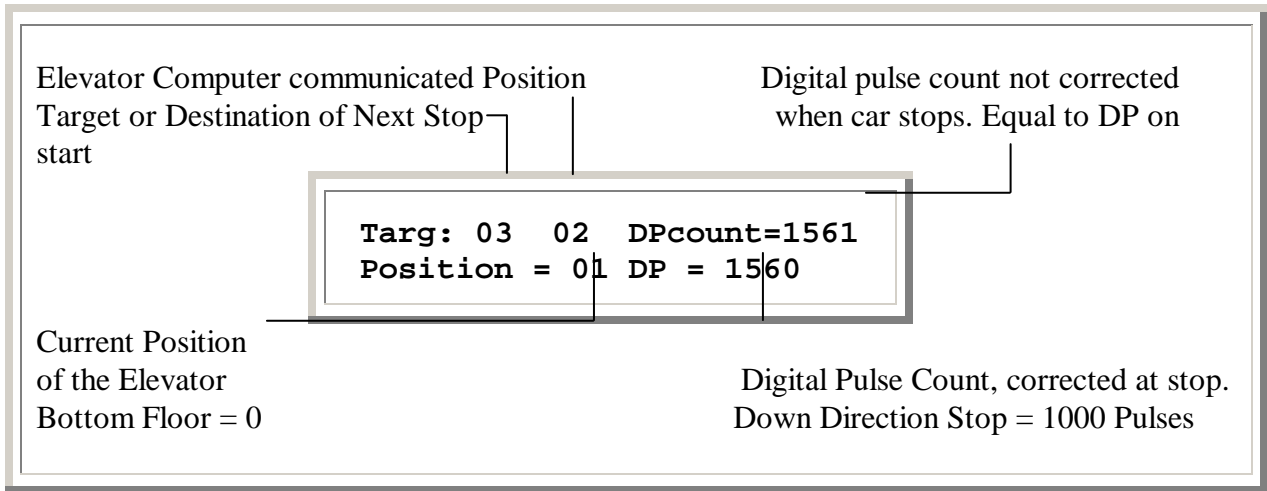 Elevator Computer communicated Position
Target or Destination of Next Stop
start
Digital pulse count not corrected
when car stops. Equal to DP on
Targ: 03 02 DPcount=1561
Position = 01 DP = 1560
Current Position
of the Elevator
Bottom Floor = 0
Digital Pulse Count, corrected at stop.
Down Direction Stop = 1000 Pulses